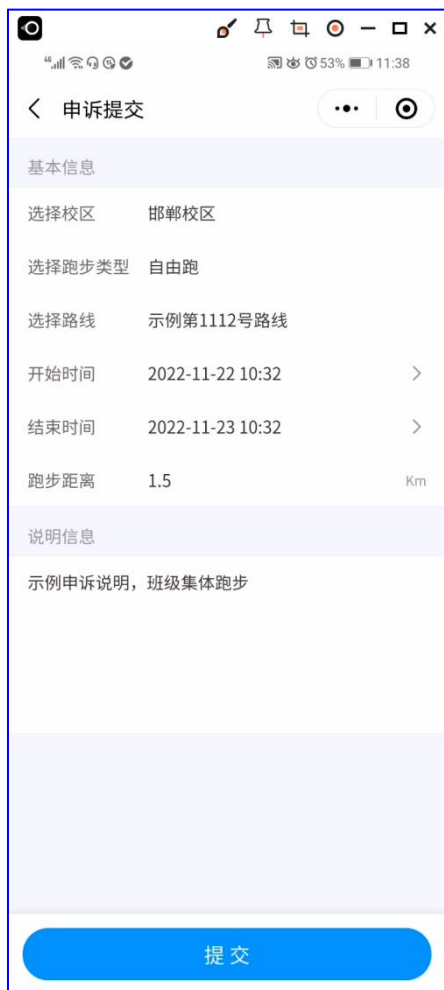 53% 11:38
申诉提交
基本信息
选择校区 邯郸校区
选择跑步类型 自由跑
选择路线 示例第1112号路线
开始时间 2022-11-22 10:32
结束时间 2022-11-23 10:32
跑步距离 1.5 Km
说明信息
示例申诉说明，班级集体跑步
提交